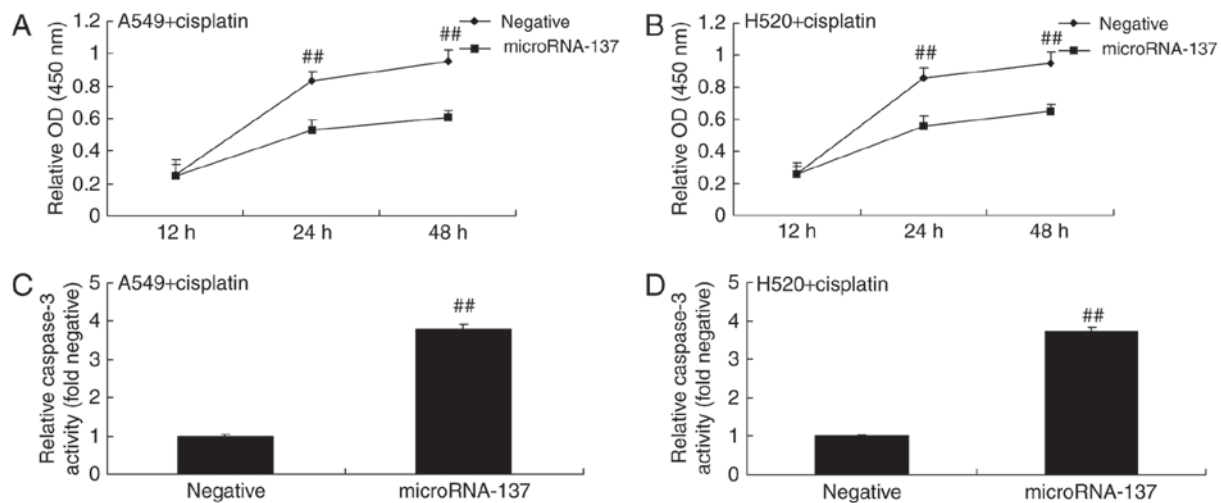 A
A549+cisplatin
Negative
microRNA-137
##
##
Relative OD (450 nm)
1.2
1
0.8
0.6
0.4
0.2
0
12 h
24 h
48 h
B
H520+cisplatin
Negative
microRNA-137
##
##
Relative OD (450 nm)
1.2
1
0.8
0.6
0.4
0.2
0
12 h
24 h
48 h
C
A549+cisplatin
##
Relative caspase-3
activity (fold negative)
5
4
3
2
1
0
Negative
microRNA-137
D
H520+cisplatin
##
Relative caspase-3
activity (fold negative)
5
4
3
2
1
0
Negative
microRNA-137